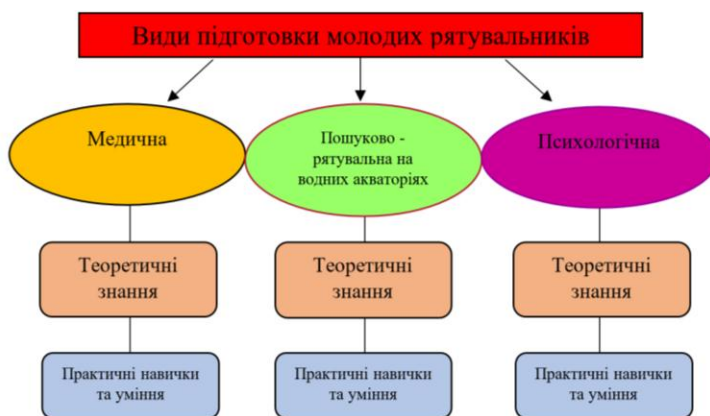 Види підготовки молодих рятувальників
Медична
Пошуково -
рятувальна на
водних акваторіях
Психологічна
Теоретичні
знання
Теоретичні
знання
Теоретичні
знання
Практичні навички
та уміння
Практичні навички
та уміння
Практичні навички
та уміння